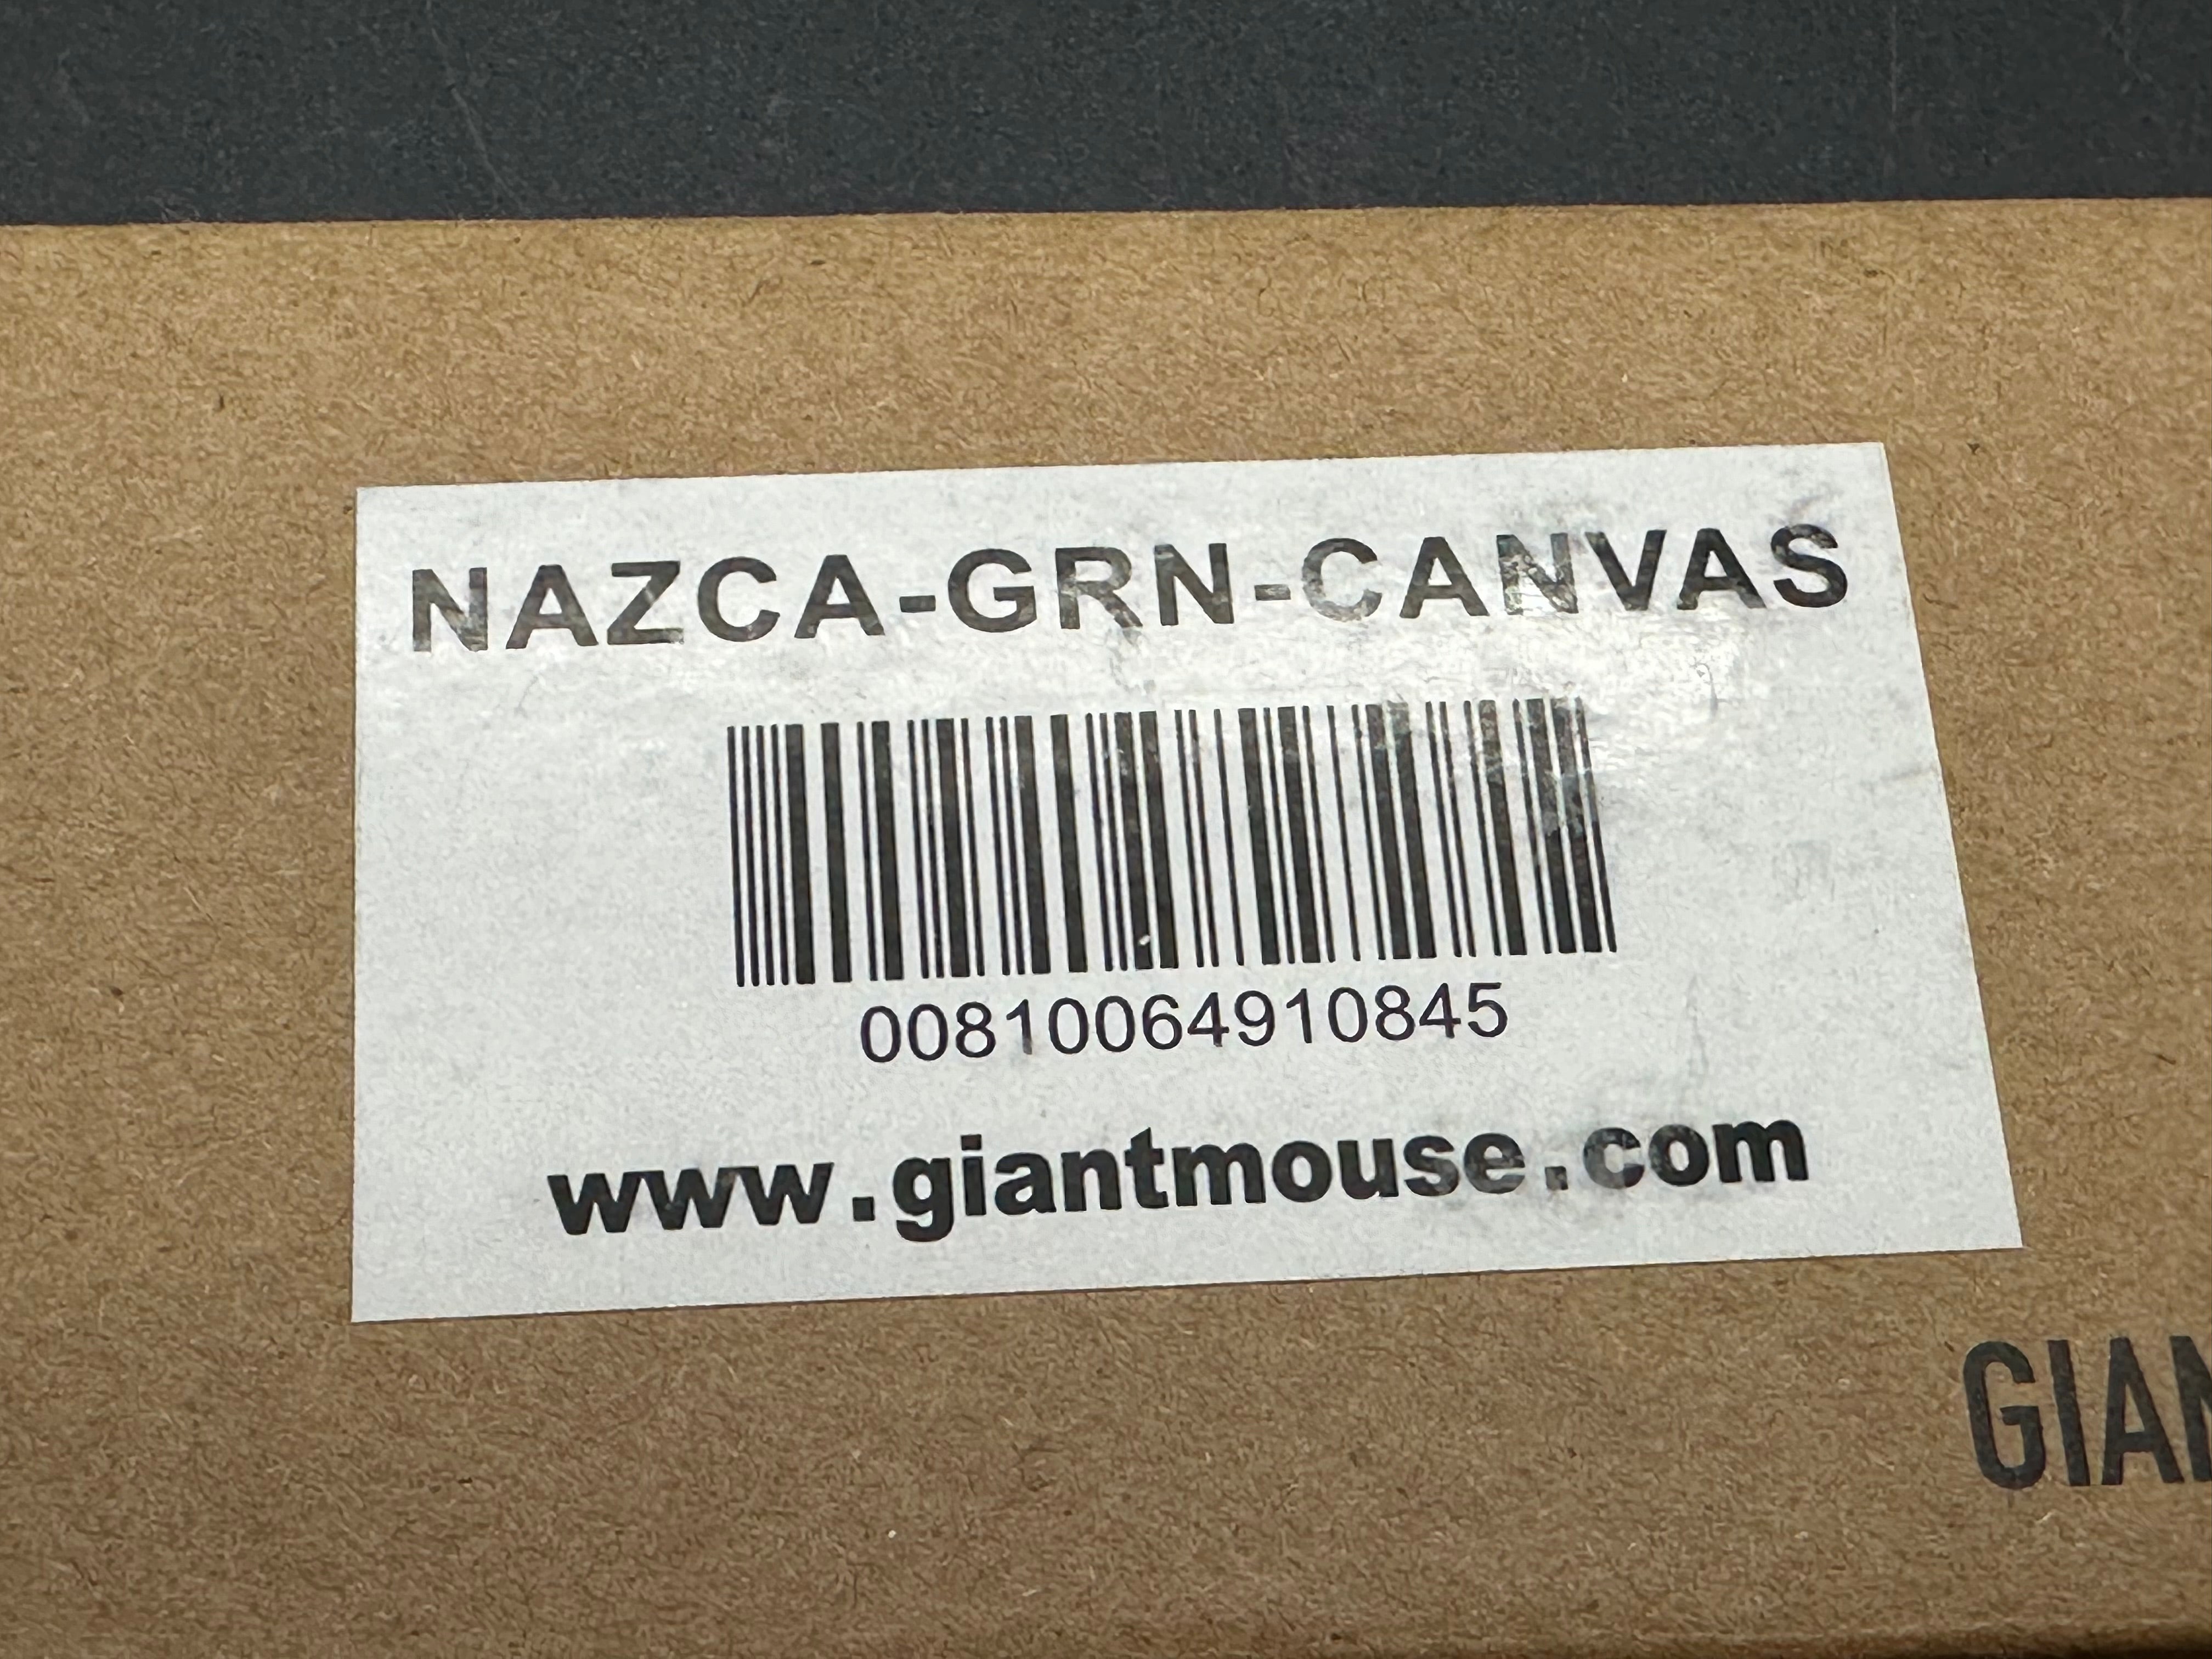 NAZCA-GRN-CANVAS
00810064910845
www.giantmouse.com